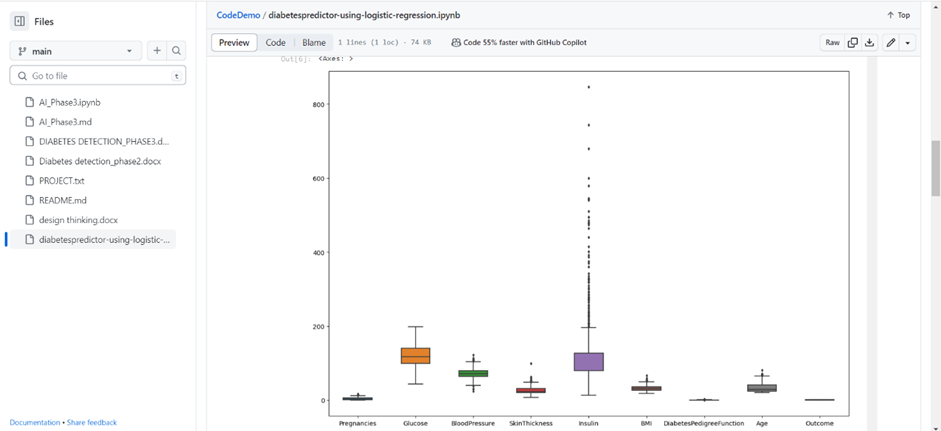 Files
main
Go to file
t
AI_Phase3.ipynb
AI_Phase3.md
DIABETES DETECTION_PHASE3.d...
Diabetes detection_phase2.docx
PROJECT.txt
README.md
design thinking.docx
diabetespredictor-using-logistic-...
Documentation • Share feedback
CodeDemo / diabetespredictor-using-logistic-regression.ipynb
Top
Preview Code Blame 1 lines (1 loc) · 74 KB Code 55% faster with GitHub Copilot Raw
Out[6]: <Axes: >
800
600
400
200
0
Pregnancies Glucose BloodPressure SkinThickness Insulin BMI DiabetesPedigreeFunction Age Outcome